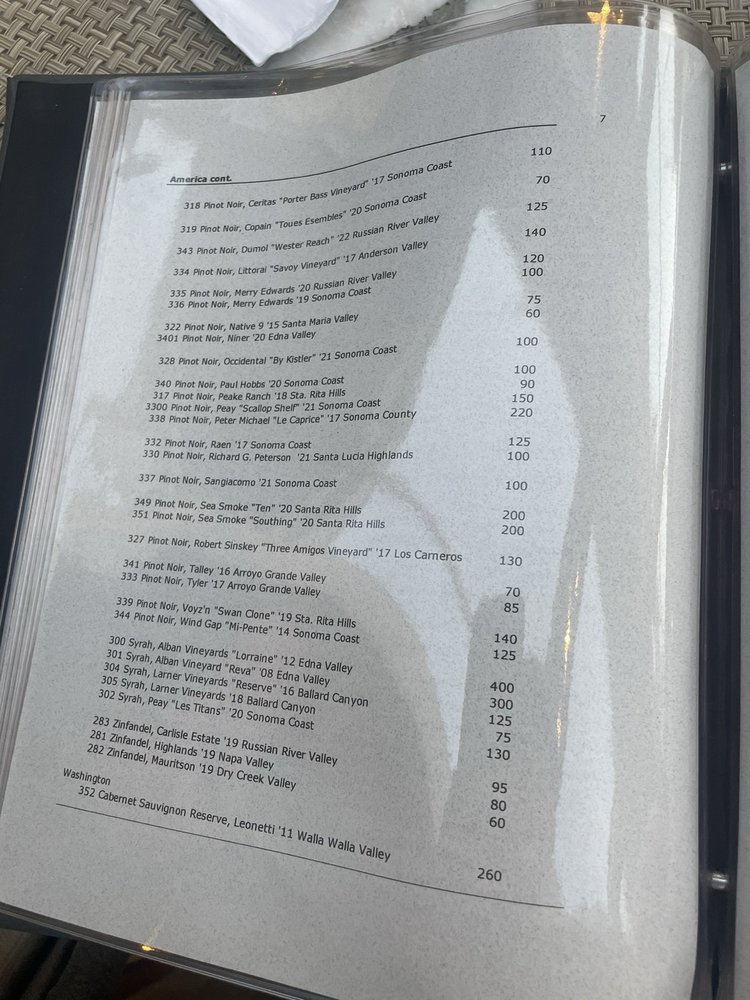 7
America cont.
318 Pinot Noir, Ceritas "Porter Bass Vineyard" '17 Sonoma Coast 110
319 Pinot Noir, Copain "Toues Esembles" '20 Sonoma Coast 70
343 Pinot Noir, Dumol "Wester Reach" '22 Russian River Valley 125
334 Pinot Noir, Littorai "Savoy Vineyard" '17 Anderson Valley 140
335 Pinot Noir, Merry Edwards '20 Russian River Valley 120
336 Pinot Noir, Merry Edwards '19 Sonoma Coast 100
322 Pinot Noir, Native 9 '15 Santa Maria Valley 75
3401 Pinot Noir, Niner '20 Edna Valley 60
328 Pinot Noir, Occidental "By Kistler" '21 Sonoma Coast 100
340 Pinot Noir, Paul Hobbs '20 Sonoma Coast 100
317 Pinot Noir, Peake Ranch '18 Sta. Rita Hills 90
3300 Pinot Noir, Peay "Scallop Shelf" '21 Sonoma Coast 150
338 Pinot Noir, Peter Michael "Le Caprice" '17 Sonoma County 220
332 Pinot Noir, Raen '17 Sonoma Coast 125
330 Pinot Noir, Richard G. Peterson '21 Santa Lucia Highlands 100
337 Pinot Noir, Sangiacomo '21 Sonoma Coast 100
349 Pinot Noir, Sea Smoke "Ten" '20 Santa Rita Hills 200
351 Pinot Noir, Sea Smoke "Southing" '20 Santa Rita Hills 200
327 Pinot Noir, Robert Sinskey "Three Amigos Vineyard" '17 Los Carneros 130
341 Pinot Noir, Talley '16 Arroyo Grande Valley 70
333 Pinot Noir, Tyler '17 Arroyo Grande Valley 85
339 Pinot Noir, Voyz'n "Swan Clone" '19 Sta. Rita Hills 140
344 Pinot Noir, Wind Gap "Mi-Pente" '14 Sonoma Coast 125
300 Syrah, Alban Vineyards "Lorraine" '12 Edna Valley 400
301 Syrah, Alban Vineyard "Reva" '08 Edna Valley 300
304 Syrah, Larner Vineyards "Reserve" '16 Ballard Canyon 125
305 Syrah, Larner Vineyards '18 Ballard Canyon 75
302 Syrah, Peay "Les Titans" '20 Sonoma Coast 130
283 Zinfandel, Carlisle Estate '19 Russian River Valley 95
281 Zinfandel, Highlands '19 Napa Valley 80
282 Zinfandel, Mauritson '19 Dry Creek Valley 60
Washington
352 Cabernet Sauvignon Reserve, Leonetti '11 Walla Walla Valley 260